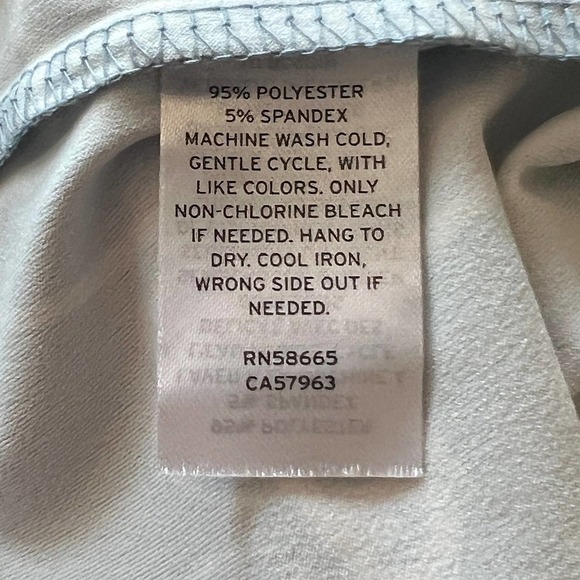 95% POLYESTER
5% SPANDEX
MACHINE WASH COLD,
GENTLE CYCLE, WITH
LIKE COLORS. ONLY
NON-CHLORINE BLEACH
IF NEEDED. HANG TO
DRY. COOL IRON,
WRONG SIDE OUT IF
NEEDED.
RN58665
CA57963